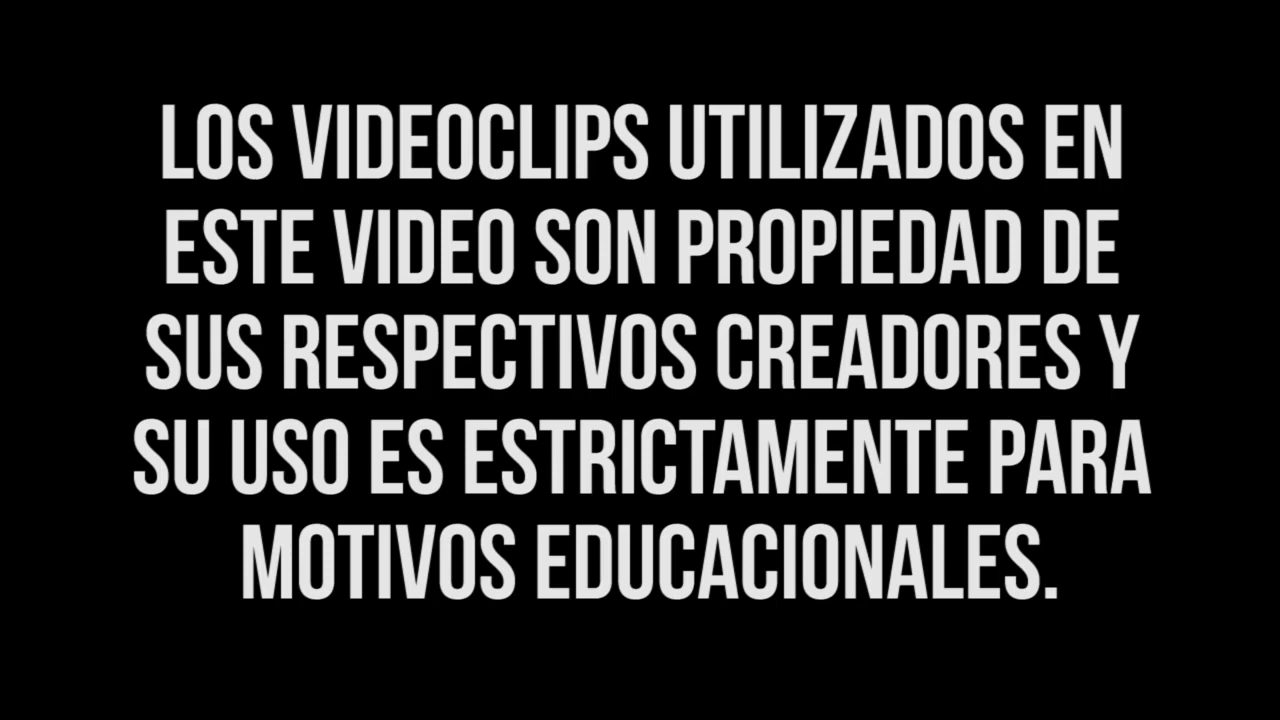 LOS VIDEOCLIPS UTILIZADOS EN
ESTE VIDEO SON PROPIEDAD DE
SUS RESPECTIVOS CREADORES Y
SU USO ES ESTRICTAMENTE PARA
MOTIVOS EDUCACIONALES.